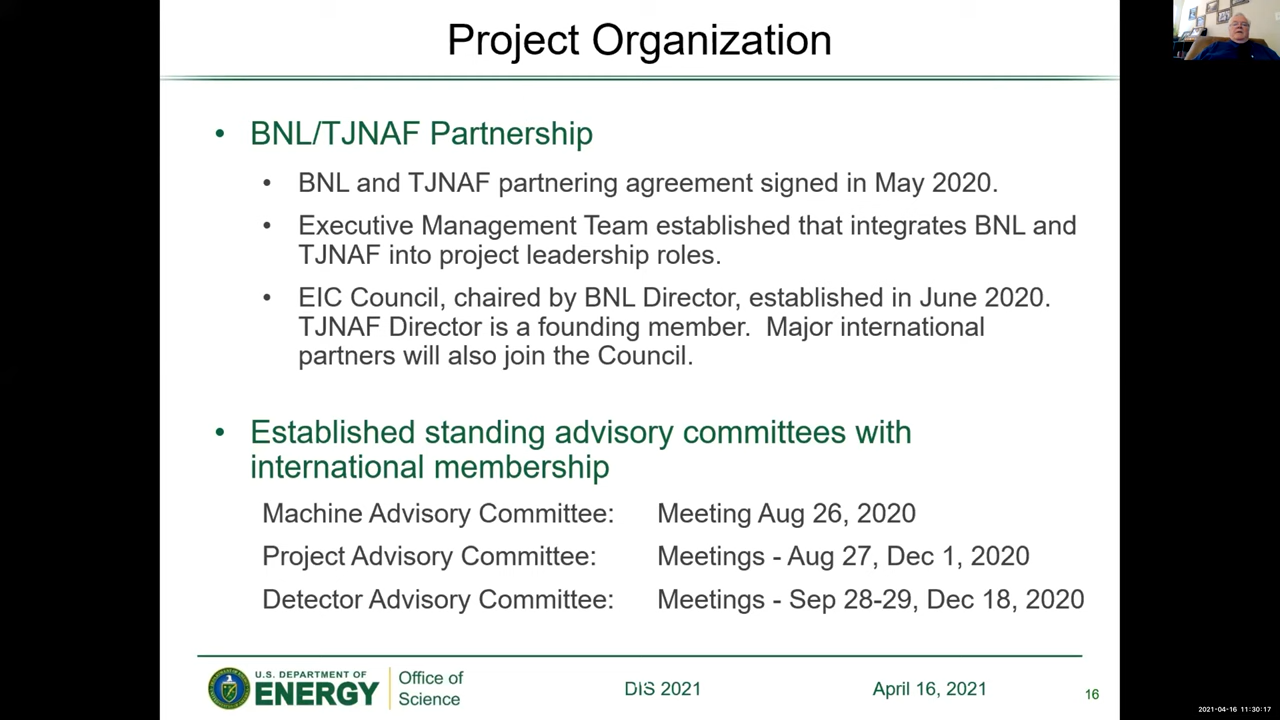 Project Organization
• BNL/TJNAF Partnership
• BNL and TJNAF partnering agreement signed in May 2020.
• Executive Management Team established that integrates BNL and
TJNAF into project leadership roles.
• EIC Council, chaired by BNL Director, established in June 2020.
TJNAF Director is a founding member. Major international
partners will also join the Council.
• Established standing advisory committees with
international membership
Machine Advisory Committee: Meeting Aug 26, 2020
Project Advisory Committee: Meetings - Aug 27, Dec 1, 2020
Detector Advisory Committee: Meetings - Sep 28-29, Dec 18, 2020
U.S. DEPARTMENT OF
ENERGY
Office of
Science
DIS 2021
April 16, 2021
16
2021-04-16 11:30:17